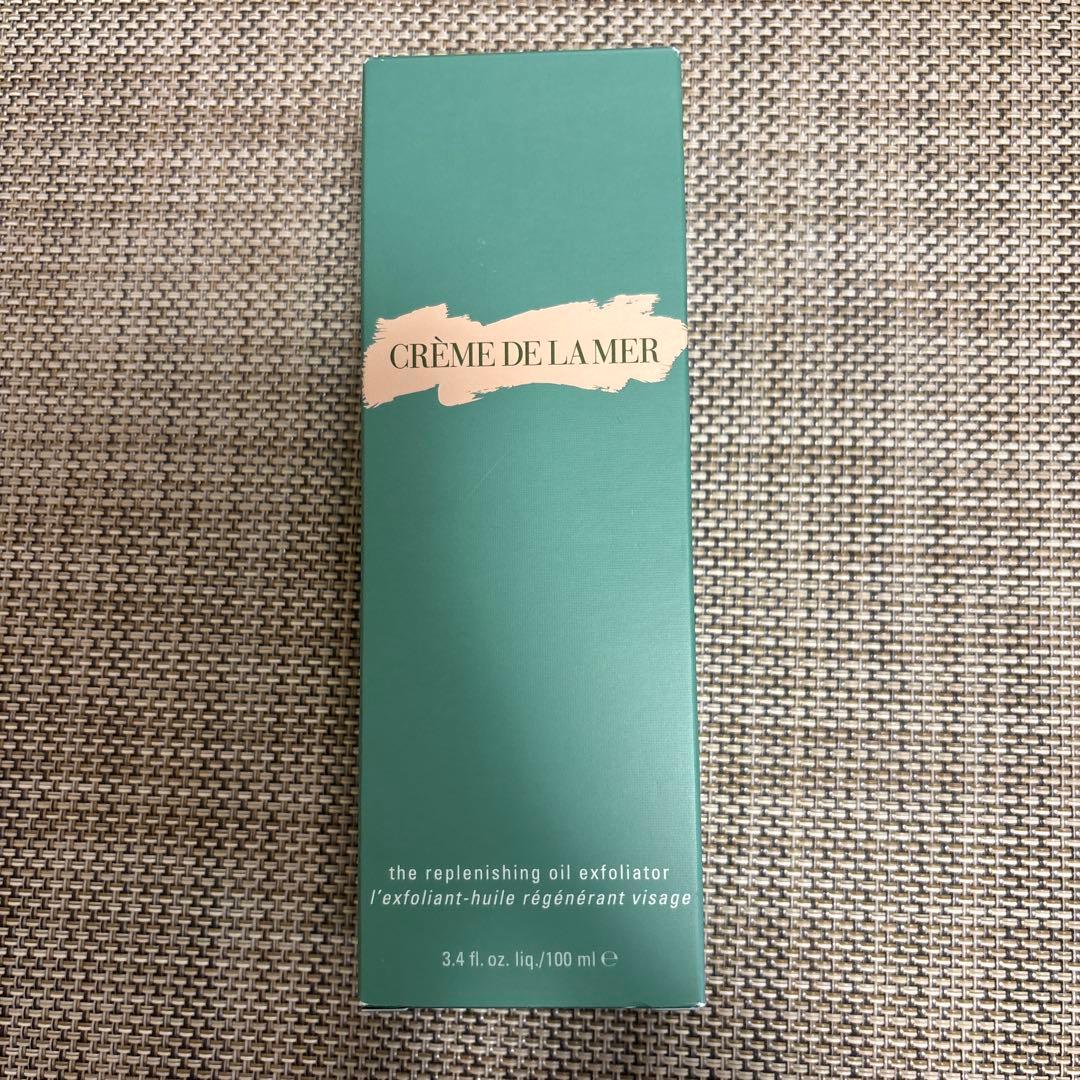 CRÈME DE LA MER
the replenishing oil exfoliator
l'exfoliant-huile régénérant visage
3.4 fl. oz. liq./100 ml ℮